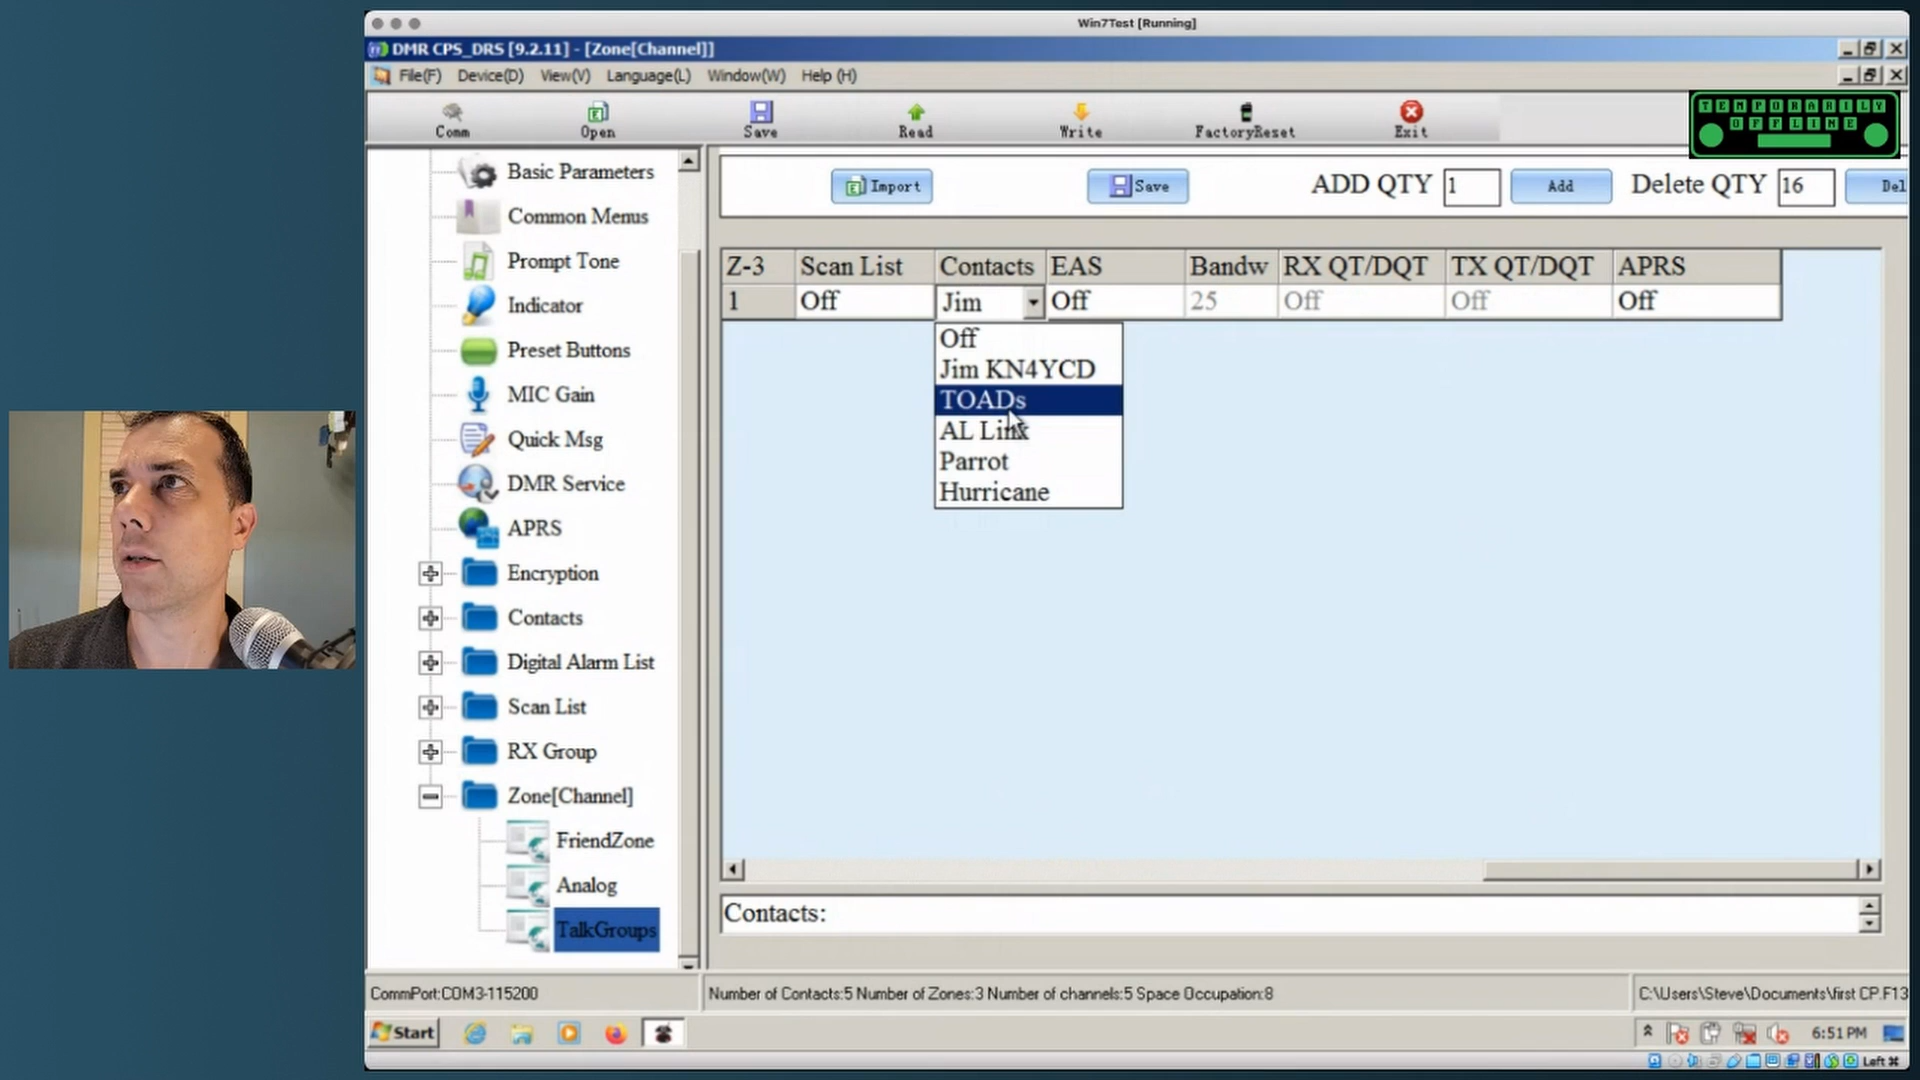 Win7Test [Running]
DMR CPS_DRS [9.2.11] - [Zone[Channel]]
File(F) Device(D) View(V) Language(L) Window(W) Help (H)
Comm Open Save Read Write FactoryReset Exit
TEMPORARILY
OFFLINE
Basic Parameters
Common Menus
Prompt Tone
Indicator
Preset Buttons
MIC Gain
Quick Msg
DMR Service
APRS
Encryption
Contacts
Digital Alarm List
Scan List
RX Group
Zone[Channel]
FriendZone
Analog
TalkGroups
Import Save ADD QTY 1 Add Delete QTY 16 Del
Z-3 Scan List Contacts EAS Bandw RX QT/DQT TX QT/DQT APRS
1 Off Jim Off 25 Off Off Off
Off
Jim KN4YCD
TOADs
AL Link
Parrot
Hurricane
Contacts:
CommPort:COM3-115200 Number of Contacts:5 Number of Zones:3 Number of channels:5 Space Occupation:8 C:\Users\Steve\Documents\first CP.F13
Start 6:51 PM
Left ⌘